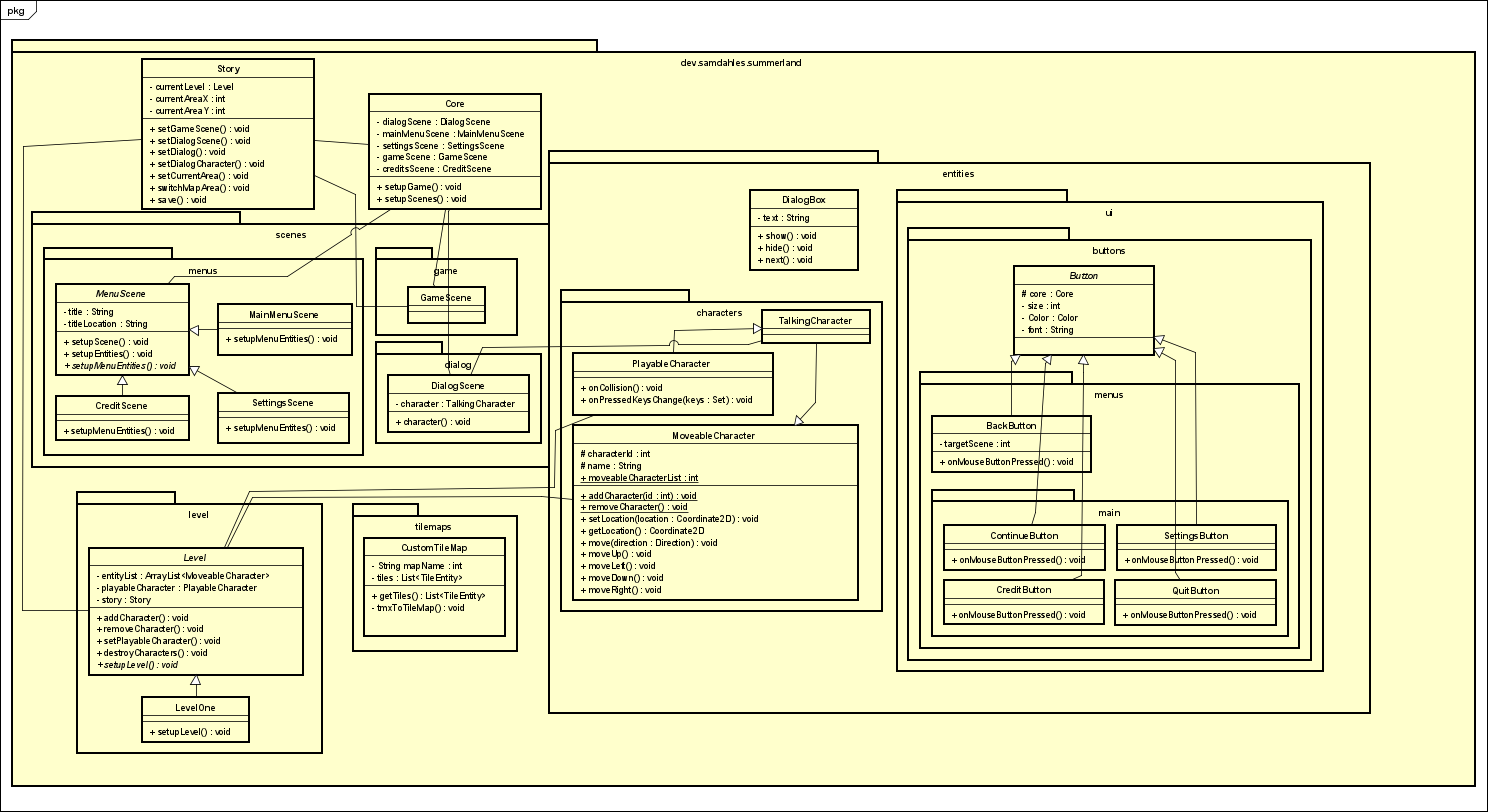 pkg
dev.samdahles.summerland
Story
- currentLevel : Level
- currentAreaX : int
- currentAreaY : int
+ setGameScene() : void
+ setDialogScene() : void
+ setDialog() : void
+ setDialogCharacter() : void
+ setCurrentArea() : void
+ switchMapArea() : void
+ save() : void
Core
- dialogScene : DialogScene
- mainMenuScene : MainMenuScene
- settingsScene : SettingsScene
- gameScene : GameScene
- creditsScene : CreditScene
+ setupGame() : void
+ setupScenes() : void
scenes
menus
MenuScene
- title : String
- titleLocation : String
+ setupScene() : void
+ setupEntities() : void
+ setupMenuEntities() : void
MainMenuScene
+ setupMenuEntities() : void
CreditScene
+ setupMenuEntities() : void
SettingsScene
+ setupMenuEntites() : void
game
GameScene
dialog
DialogScene
- character : TalkingCharacter
+ character() : void
level
Level
- entityList : ArrayList<MoveableCharacter>
- playableCharacter : PlayableCharacter
- story : Story
+ addCharacter() : void
+ removeCharacter() : void
+ setPlayableCharacter() : void
+ destroyCharacters() : void
+ setupLevel() : void
LevelOne
+ setupLevel() : void
tilemaps
CustomTileMap
- String mapName : int
- tiles : List<TileEntity>
+ getTiles() : List<TileEntity>
- tmxToTileMap() : void
entities
DialogBox
- text : String
+ show() : void
+ hide() : void
+ next() : void
characters
TalkingCharacter
PlayableCharacter
+ onCollision() : void
+ onPressedKeysChange(keys : Set) : void
MoveableCharacter
# characterId : int
# name : String
+ moveableCharacterList : int
+ addCharacter(id : int) : void
+ removeCharacter() : void
+ setLocation(location : Coordinate2D) : void
+ getLocation() : Coordinate2D
+ move(direction : Direction) : void
+ moveUp() : void
+ moveLeft() : void
+ moveDown() : void
+ moveRight() : void
ui
buttons
Button
# core : Core
- size : int
- Color : Color
- font : String
menus
BackButton
- targetScene : int
+ onMouseButtonPressed() : void
main
ContinueButton
+ onMouseButtonPressed() : void
SettingsButton
+ onMouseButtonPressed() : void
CreditButton
+ onMouseButtonPressed() : void
QuitButton
+ onMouseButtonPressed() : void